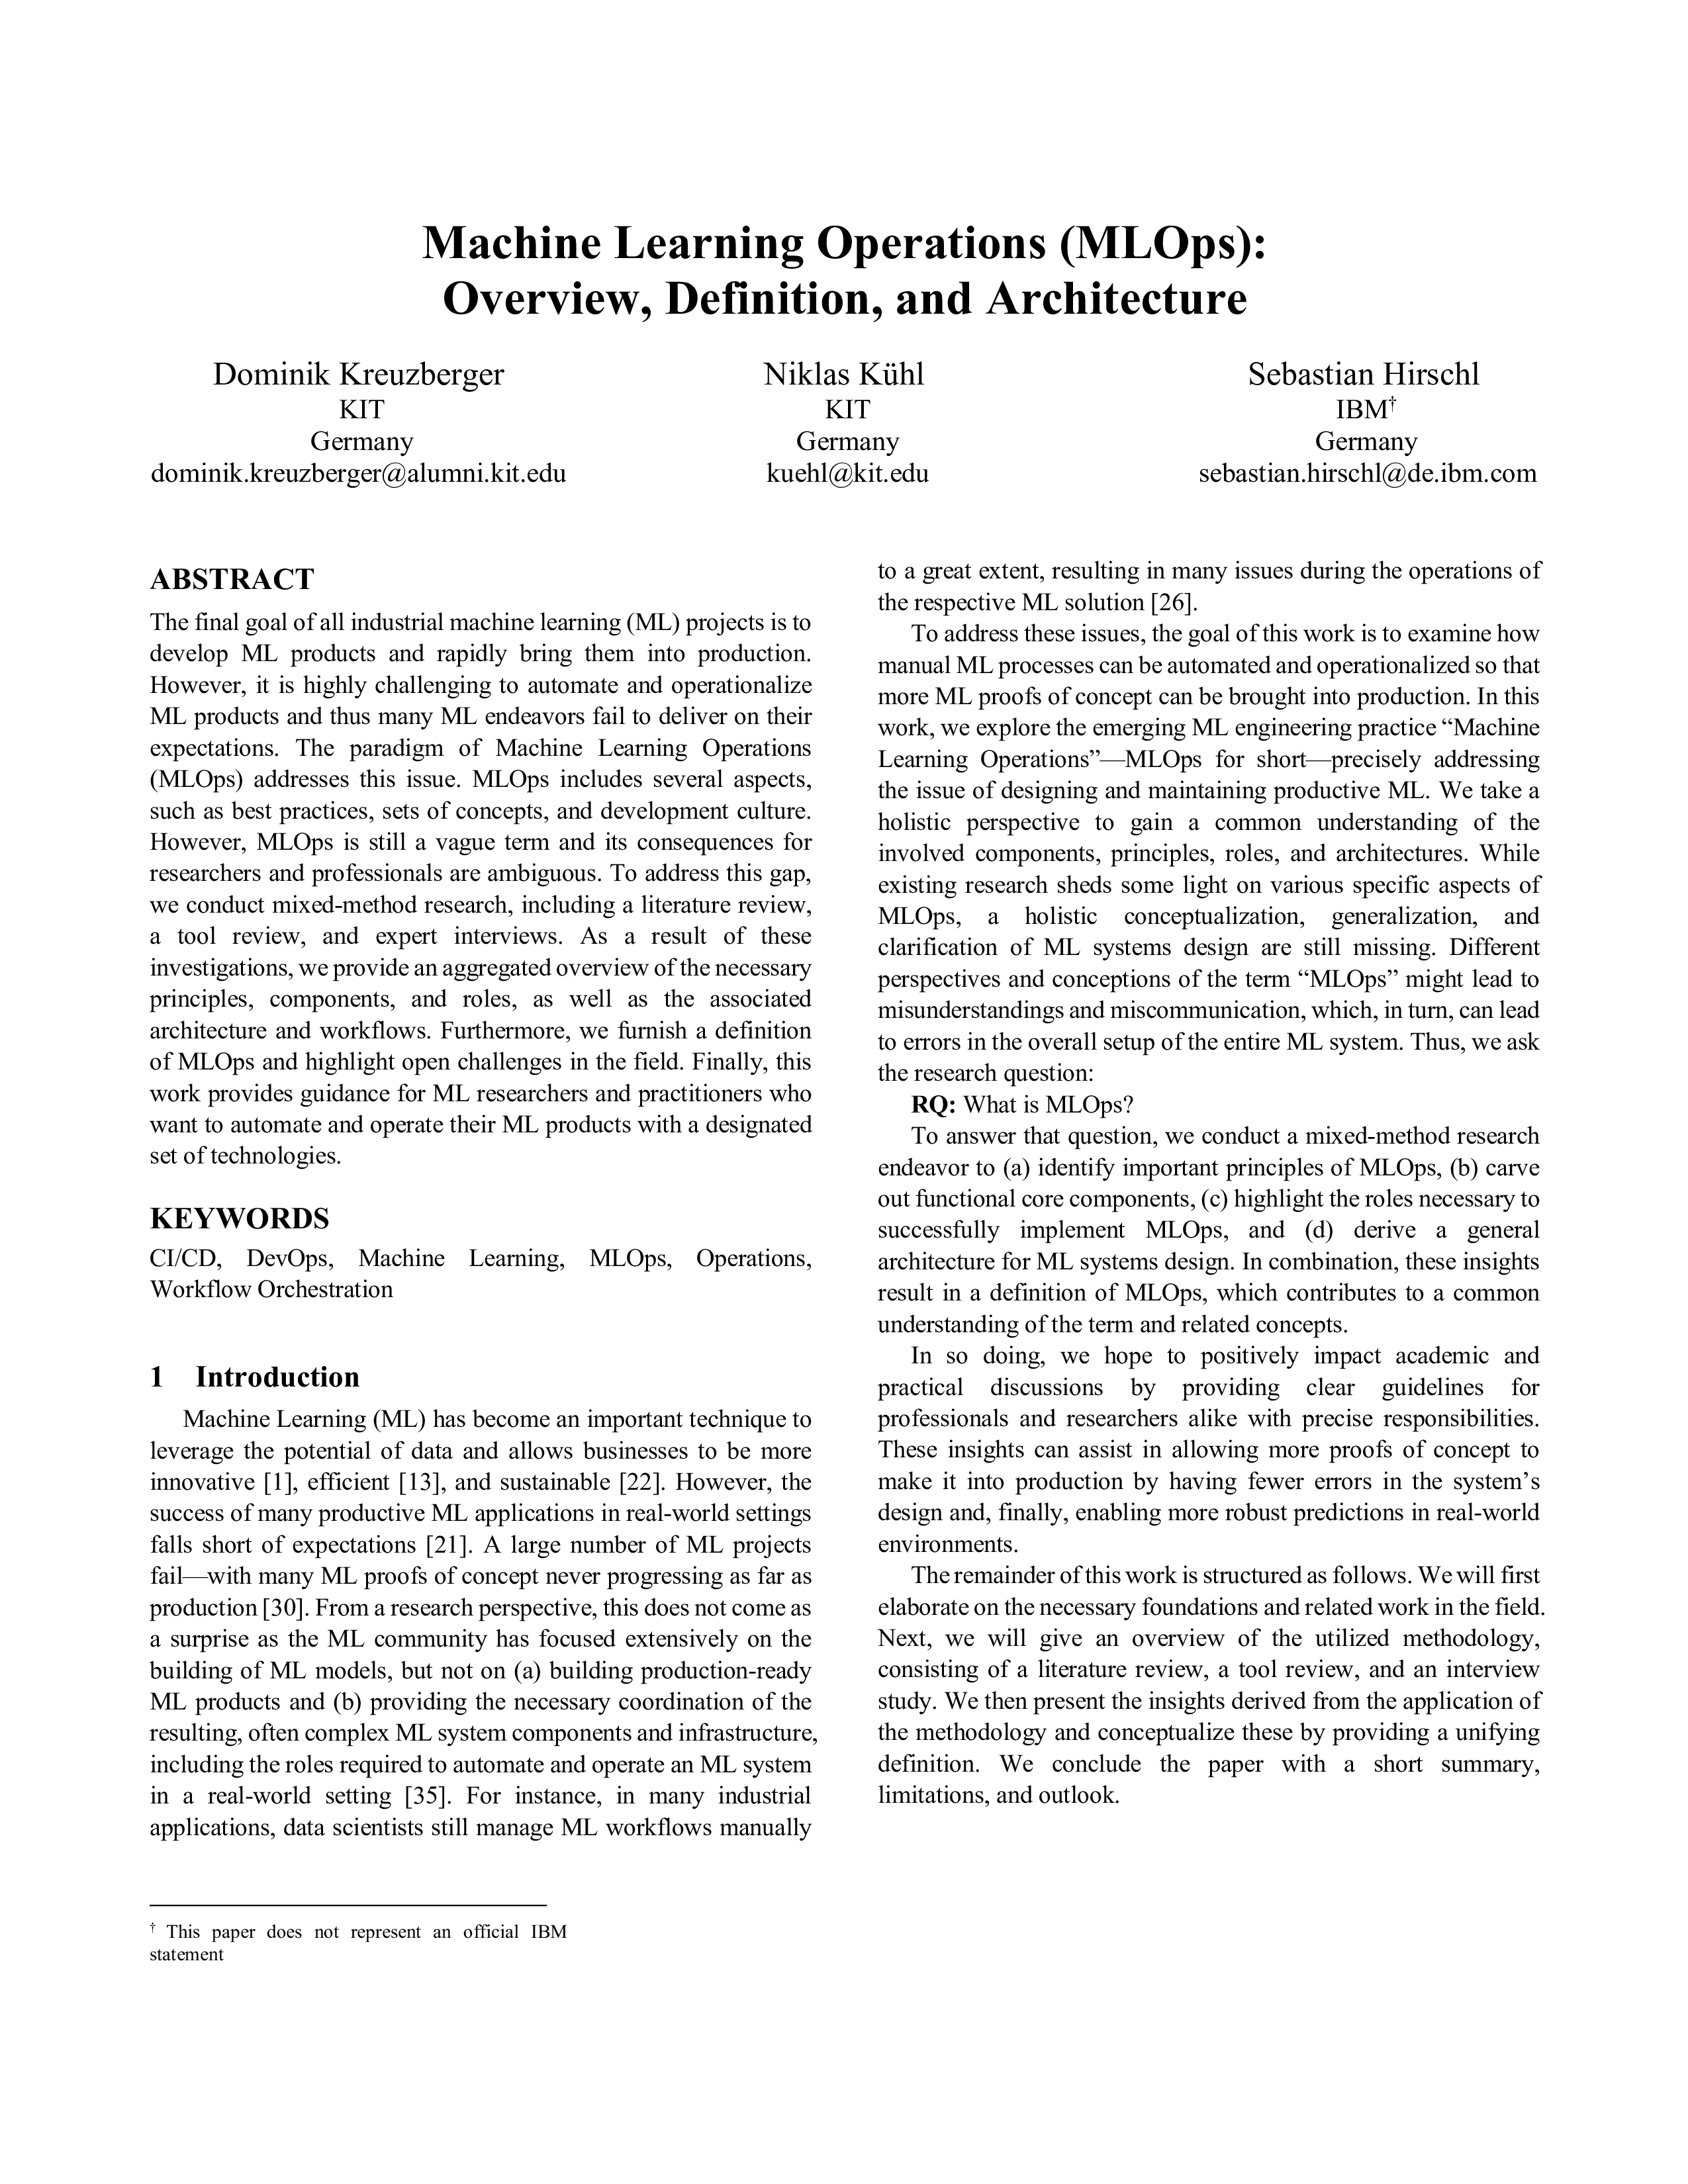 Machine Learning Operations (MLOps):
Overview, Definition, and Architecture
Dominik Kreuzberger
KIT
Germany
dominik.kreuzberger@alumni.kit.edu
Niklas Kühl
KIT
Germany
kuehl@kit.edu
Sebastian Hirschl
IBM†
Germany
sebastian.hirschl@de.ibm.com
ABSTRACT
The final goal of all industrial machine learning (ML) projects is to
develop ML products and rapidly bring them into production.
However, it is highly challenging to automate and operationalize
ML products and thus many ML endeavors fail to deliver on their
expectations. The paradigm of Machine Learning Operations
(MLOps) addresses this issue. MLOps includes several aspects,
such as best practices, sets of concepts, and development culture.
However, MLOps is still a vague term and its consequences for
researchers and professionals are ambiguous. To address this gap,
we conduct mixed-method research, including a literature review,
a tool review, and expert interviews. As a result of these
investigations, we provide an aggregated overview of the necessary
principles, components, and roles, as well as the associated
architecture and workflows. Furthermore, we furnish a definition
of MLOps and highlight open challenges in the field. Finally, this
work provides guidance for ML researchers and practitioners who
want to automate and operate their ML products with a designated
set of technologies.
KEYWORDS
CI/CD, DevOps, Machine Learning, MLOps, Operations,
Workflow Orchestration
1 Introduction
Machine Learning (ML) has become an important technique to
leverage the potential of data and allows businesses to be more
innovative [1], efficient [13], and sustainable [22]. However, the
success of many productive ML applications in real-world settings
falls short of expectations [21]. A large number of ML projects
fail—with many ML proofs of concept never progressing as far as
production [30]. From a research perspective, this does not come as
a surprise as the ML community has focused extensively on the
building of ML models, but not on (a) building production-ready
ML products and (b) providing the necessary coordination of the
resulting, often complex ML system components and infrastructure,
including the roles required to automate and operate an ML system
in a real-world setting [35]. For instance, in many industrial
applications, data scientists still manage ML workflows manually
† This paper does not represent an official IBM
statement
to a great extent, resulting in many issues during the operations of
the respective ML solution [26].
To address these issues, the goal of this work is to examine how
manual ML processes can be automated and operationalized so that
more ML proofs of concept can be brought into production. In this
work, we explore the emerging ML engineering practice “Machine
Learning Operations”—MLOps for short—precisely addressing
the issue of designing and maintaining productive ML. We take a
holistic perspective to gain a common understanding of the
involved components, principles, roles, and architectures. While
existing research sheds some light on various specific aspects of
MLOps, a holistic conceptualization, generalization, and
clarification of ML systems design are still missing. Different
perspectives and conceptions of the term “MLOps” might lead to
misunderstandings and miscommunication, which, in turn, can lead
to errors in the overall setup of the entire ML system. Thus, we ask
the research question:
RQ: What is MLOps?
To answer that question, we conduct a mixed-method research
endeavor to (a) identify important principles of MLOps, (b) carve
out functional core components, (c) highlight the roles necessary to
successfully implement MLOps, and (d) derive a general
architecture for ML systems design. In combination, these insights
result in a definition of MLOps, which contributes to a common
understanding of the term and related concepts.
In so doing, we hope to positively impact academic and
practical discussions by providing clear guidelines for
professionals and researchers alike with precise responsibilities.
These insights can assist in allowing more proofs of concept to
make it into production by having fewer errors in the system’s
design and, finally, enabling more robust predictions in real-world
environments.
The remainder of this work is structured as follows. We will first
elaborate on the necessary foundations and related work in the field.
Next, we will give an overview of the utilized methodology,
consisting of a literature review, a tool review, and an interview
study. We then present the insights derived from the application of
the methodology and conceptualize these by providing a unifying
definition. We conclude the paper with a short summary,
limitations, and outlook.